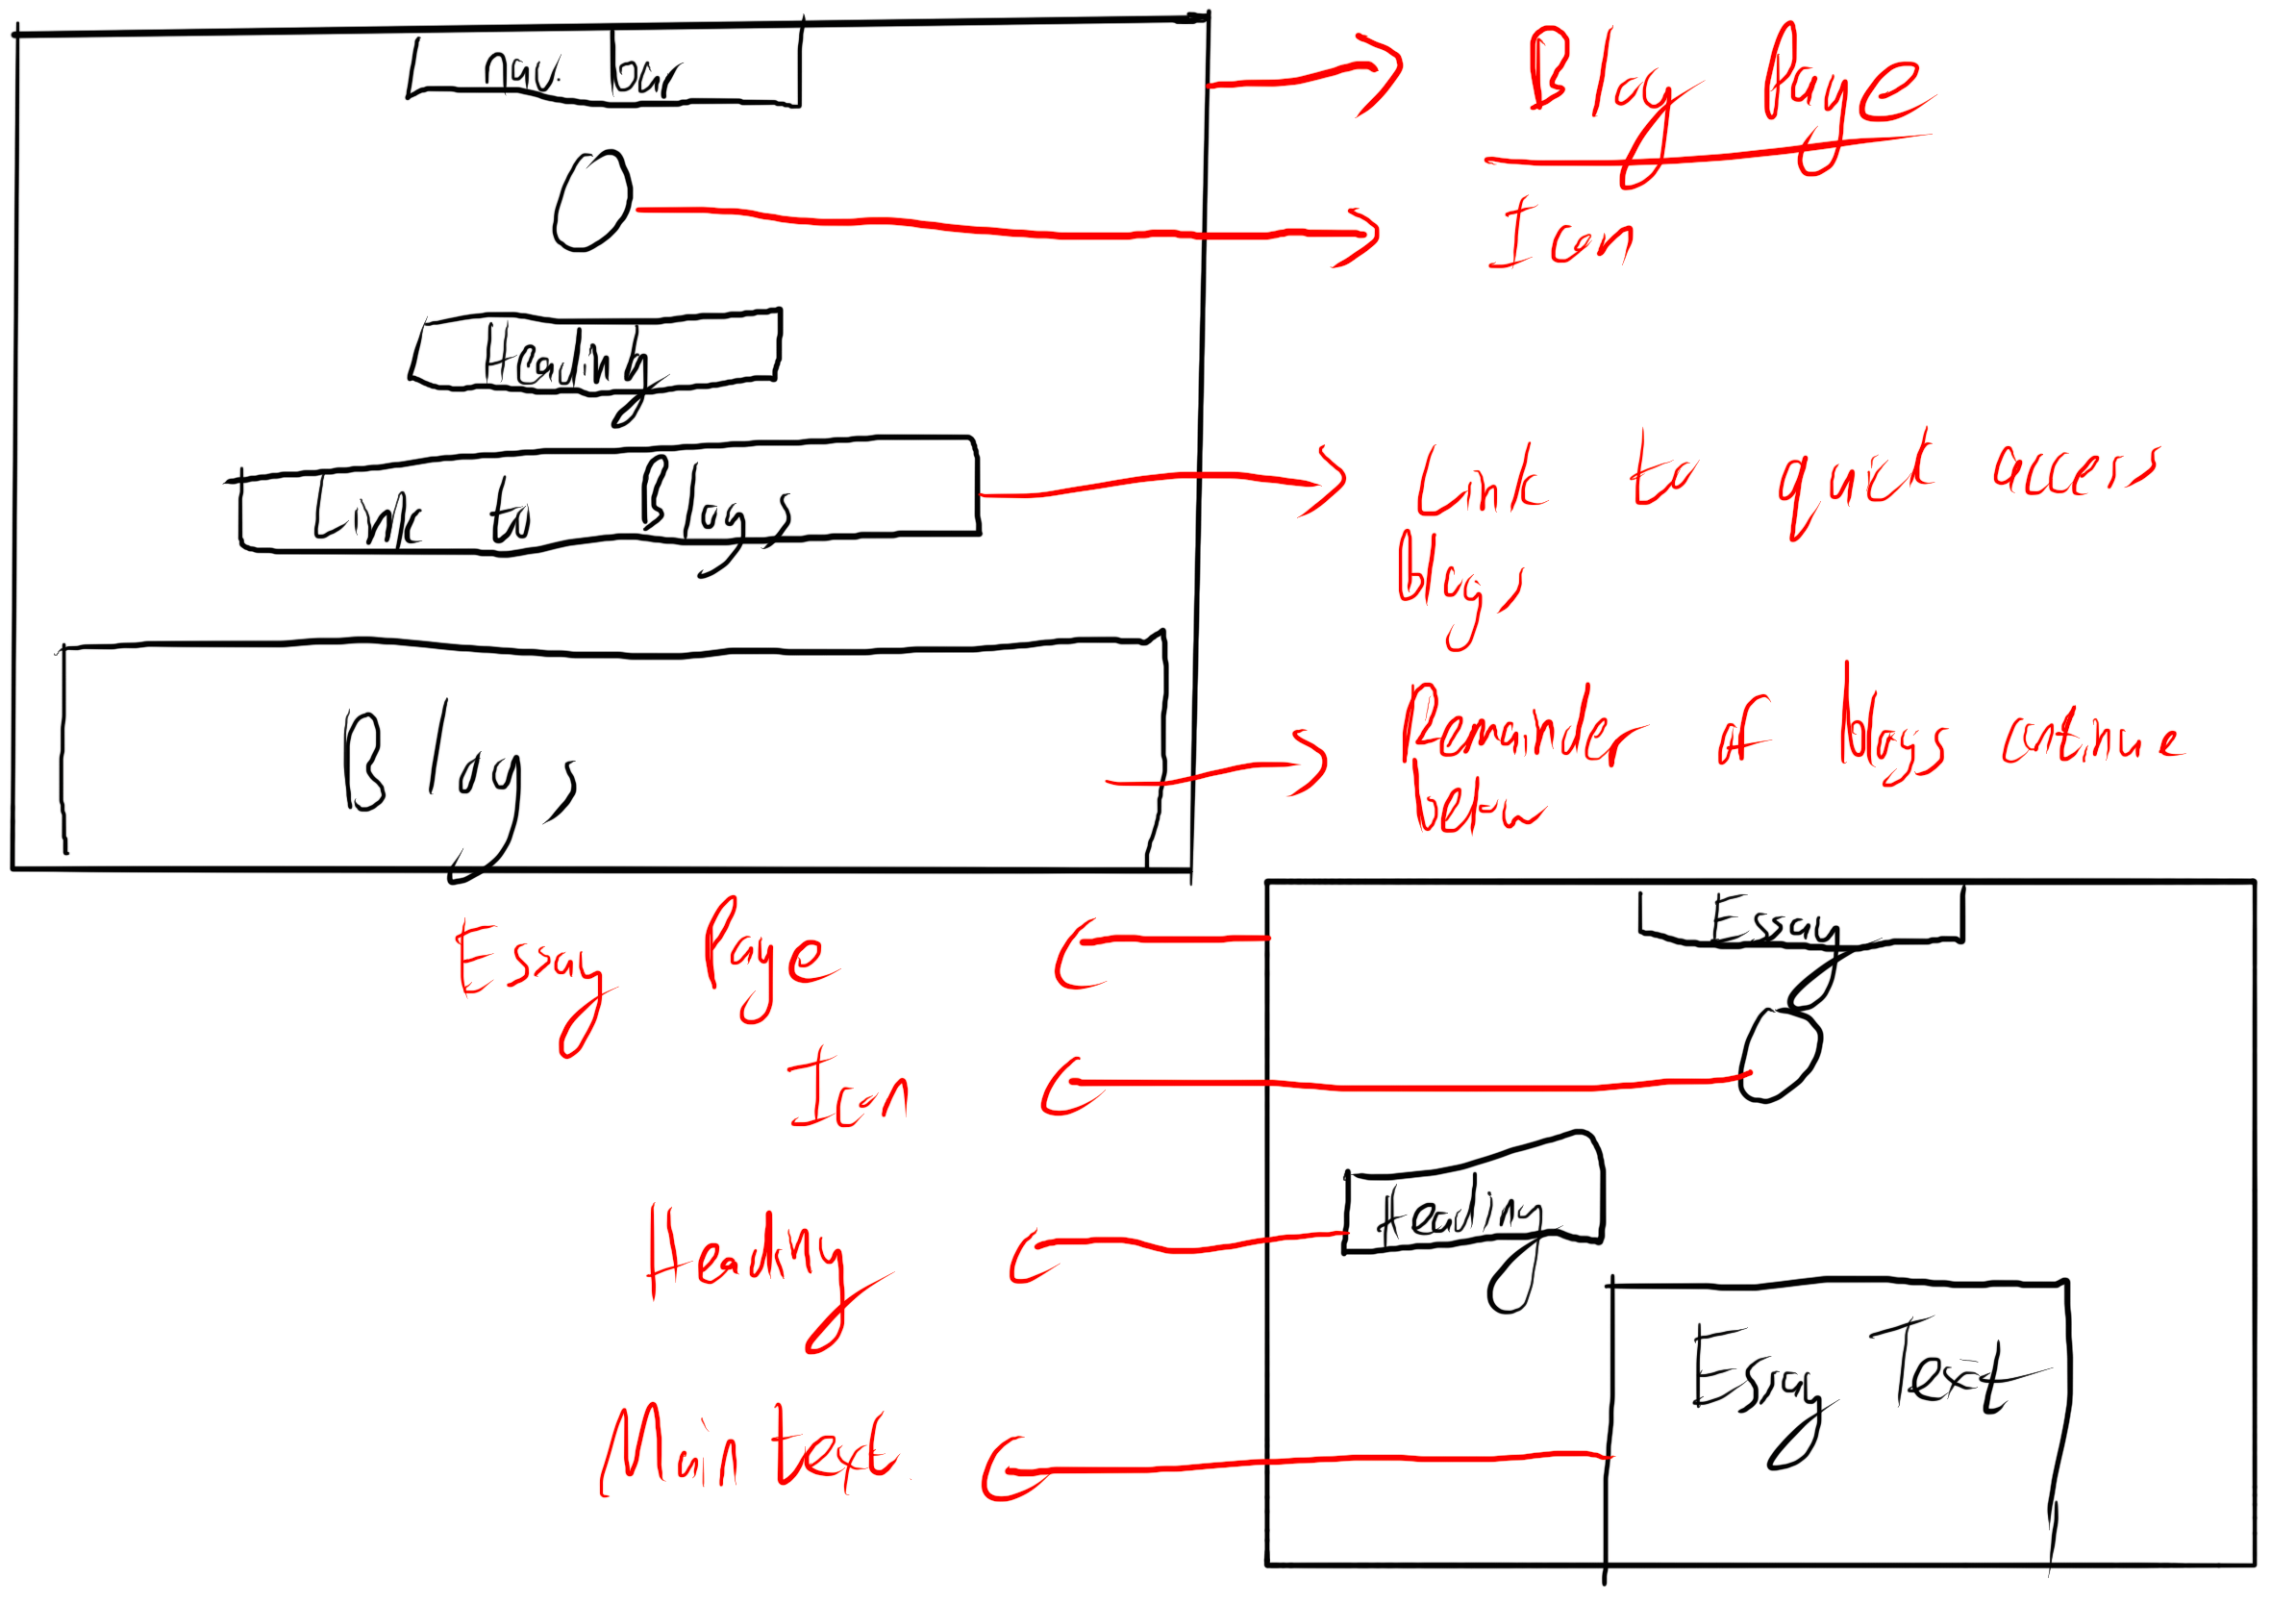 nav. bar
Blog Page
Icon
Heading
Link to Blogs
Link to quick access
blogs
Blogs
Remainder of blogs continue
below
Essay Page
Essay
Icon
Heading
Heading
Main text
Essay Text